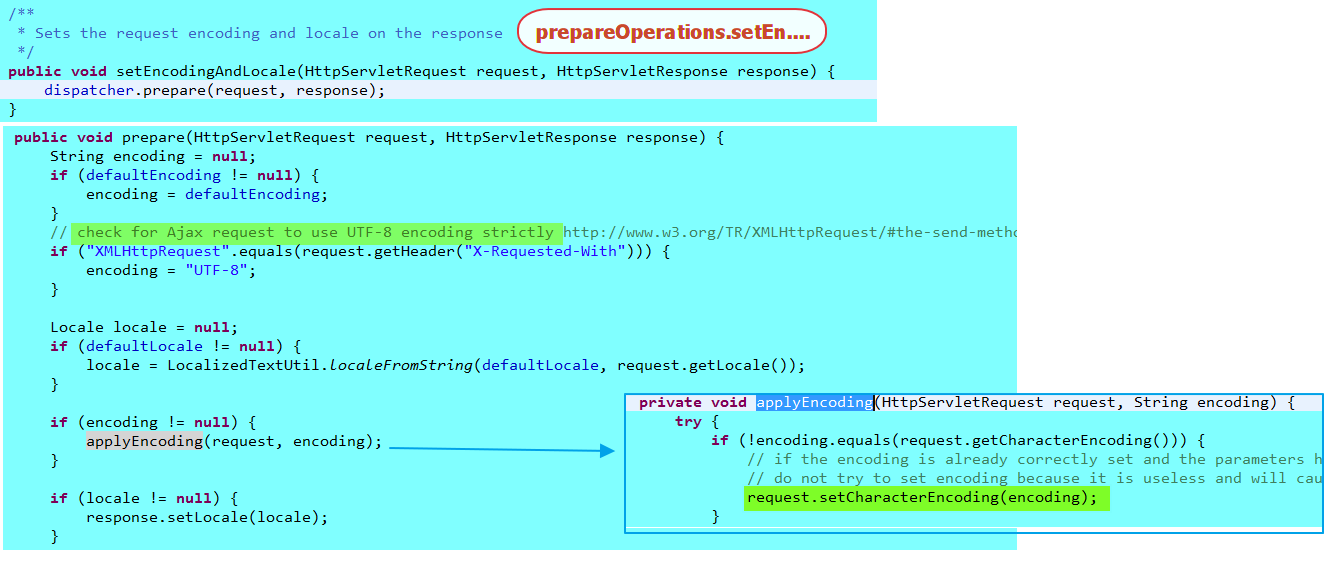 /**
 * Sets the request encoding and locale on the response
 */
prepareOperations.setEn....
public void setEncodingAndLocale(HttpServletRequest request, HttpServletResponse response) {
    dispatcher.prepare(request, response);
}
public void prepare(HttpServletRequest request, HttpServletResponse response) {
    String encoding = null;
    if (defaultEncoding != null) {
        encoding = defaultEncoding;
    }
    // check for Ajax request to use UTF-8 encoding strictly http://www.w3.org/TR/XMLHttpRequest/#the-send-metho
    if ("XMLHttpRequest".equals(request.getHeader("X-Requested-With"))) {
        encoding = "UTF-8";
    }
    Locale locale = null;
    if (defaultLocale != null) {
        locale = LocalizedTextUtil.localeFromString(defaultLocale, request.getLocale());
    }
    if (encoding != null) {
        applyEncoding(request, encoding);
    }
    if (locale != null) {
        response.setLocale(locale);
    }
private void applyEncoding(HttpServletRequest request, String encoding) {
    try {
        if (!encoding.equals(request.getCharacterEncoding())) {
            // if the encoding is already correctly set and the parameters h
            // do not try to set encoding because it is useless and will cau
            request.setCharacterEncoding(encoding);
        }